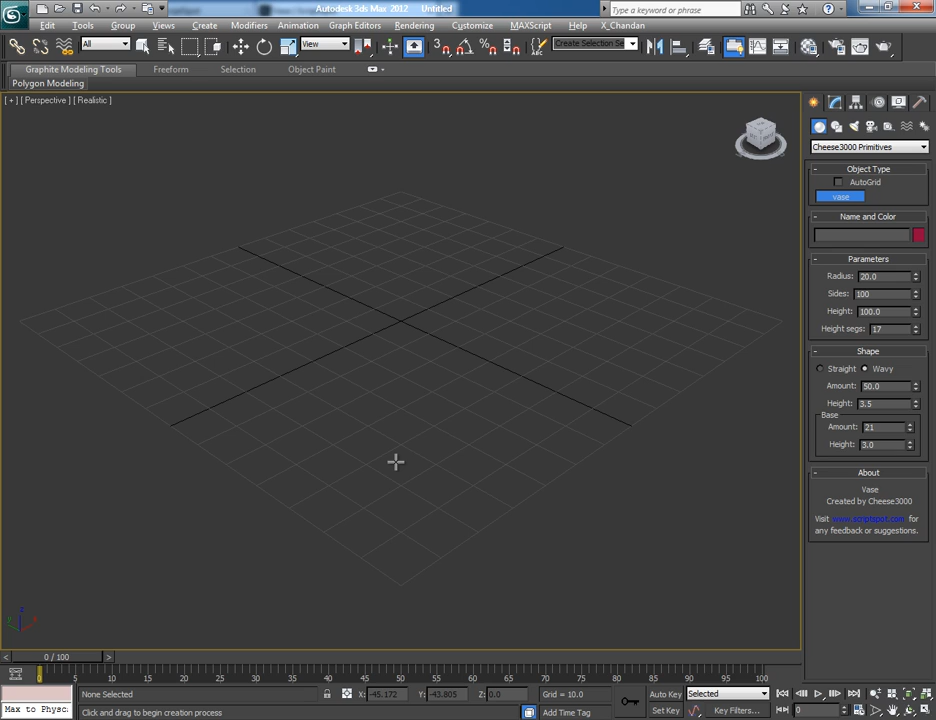 Autodesk 3ds Max 2012 Untitled
Type a keyword or phrase
Edit Tools Group Views Create Modifiers Animation Graph Editors Rendering Customize MAXScript Help X_Chandan
All View 3 Create Selection Se
Graphite Modeling Tools Freeform Selection Object Paint
Polygon Modeling
[ + ] [ Perspective ] [ Realistic ]
Cheese3000 Primitives
- Object Type
AutoGrid
vase
- Name and Color
- Parameters
Radius: 20.0
Sides: 100
Height: 100.0
Height segs: 17
- Shape
Straight Wavy
Amount: 50.0
Height: 3.5
Base
Amount: 21
Height: 3.0
- About
Vase
Created by Cheese3000
Visit www.scriptspot.com for
any feedback or suggestions.
z
y x
< 0 / 100 >
0 5 10 15 20 25 30 35 40 45 50 55 60 65 70 75 80 85 90 95 100
None Selected X: -45.172 Y: -43.805 Z: 0.0 Grid = 10.0 Auto Key Selected
Max to Physc Click and drag to begin creation process Add Time Tag Set Key Key Filters... 0